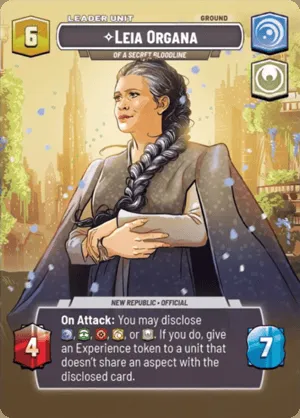 LEADER UNIT
GROUND
6
✧LEIA ORGANA
OF A SECRET BLOODLINE
NEW REPUBLIC • OFFICIAL
On Attack: You may disclose
, , , , or . If you do, give
an Experience token to a unit that
doesn't share an aspect with the
disclosed card.
4
7